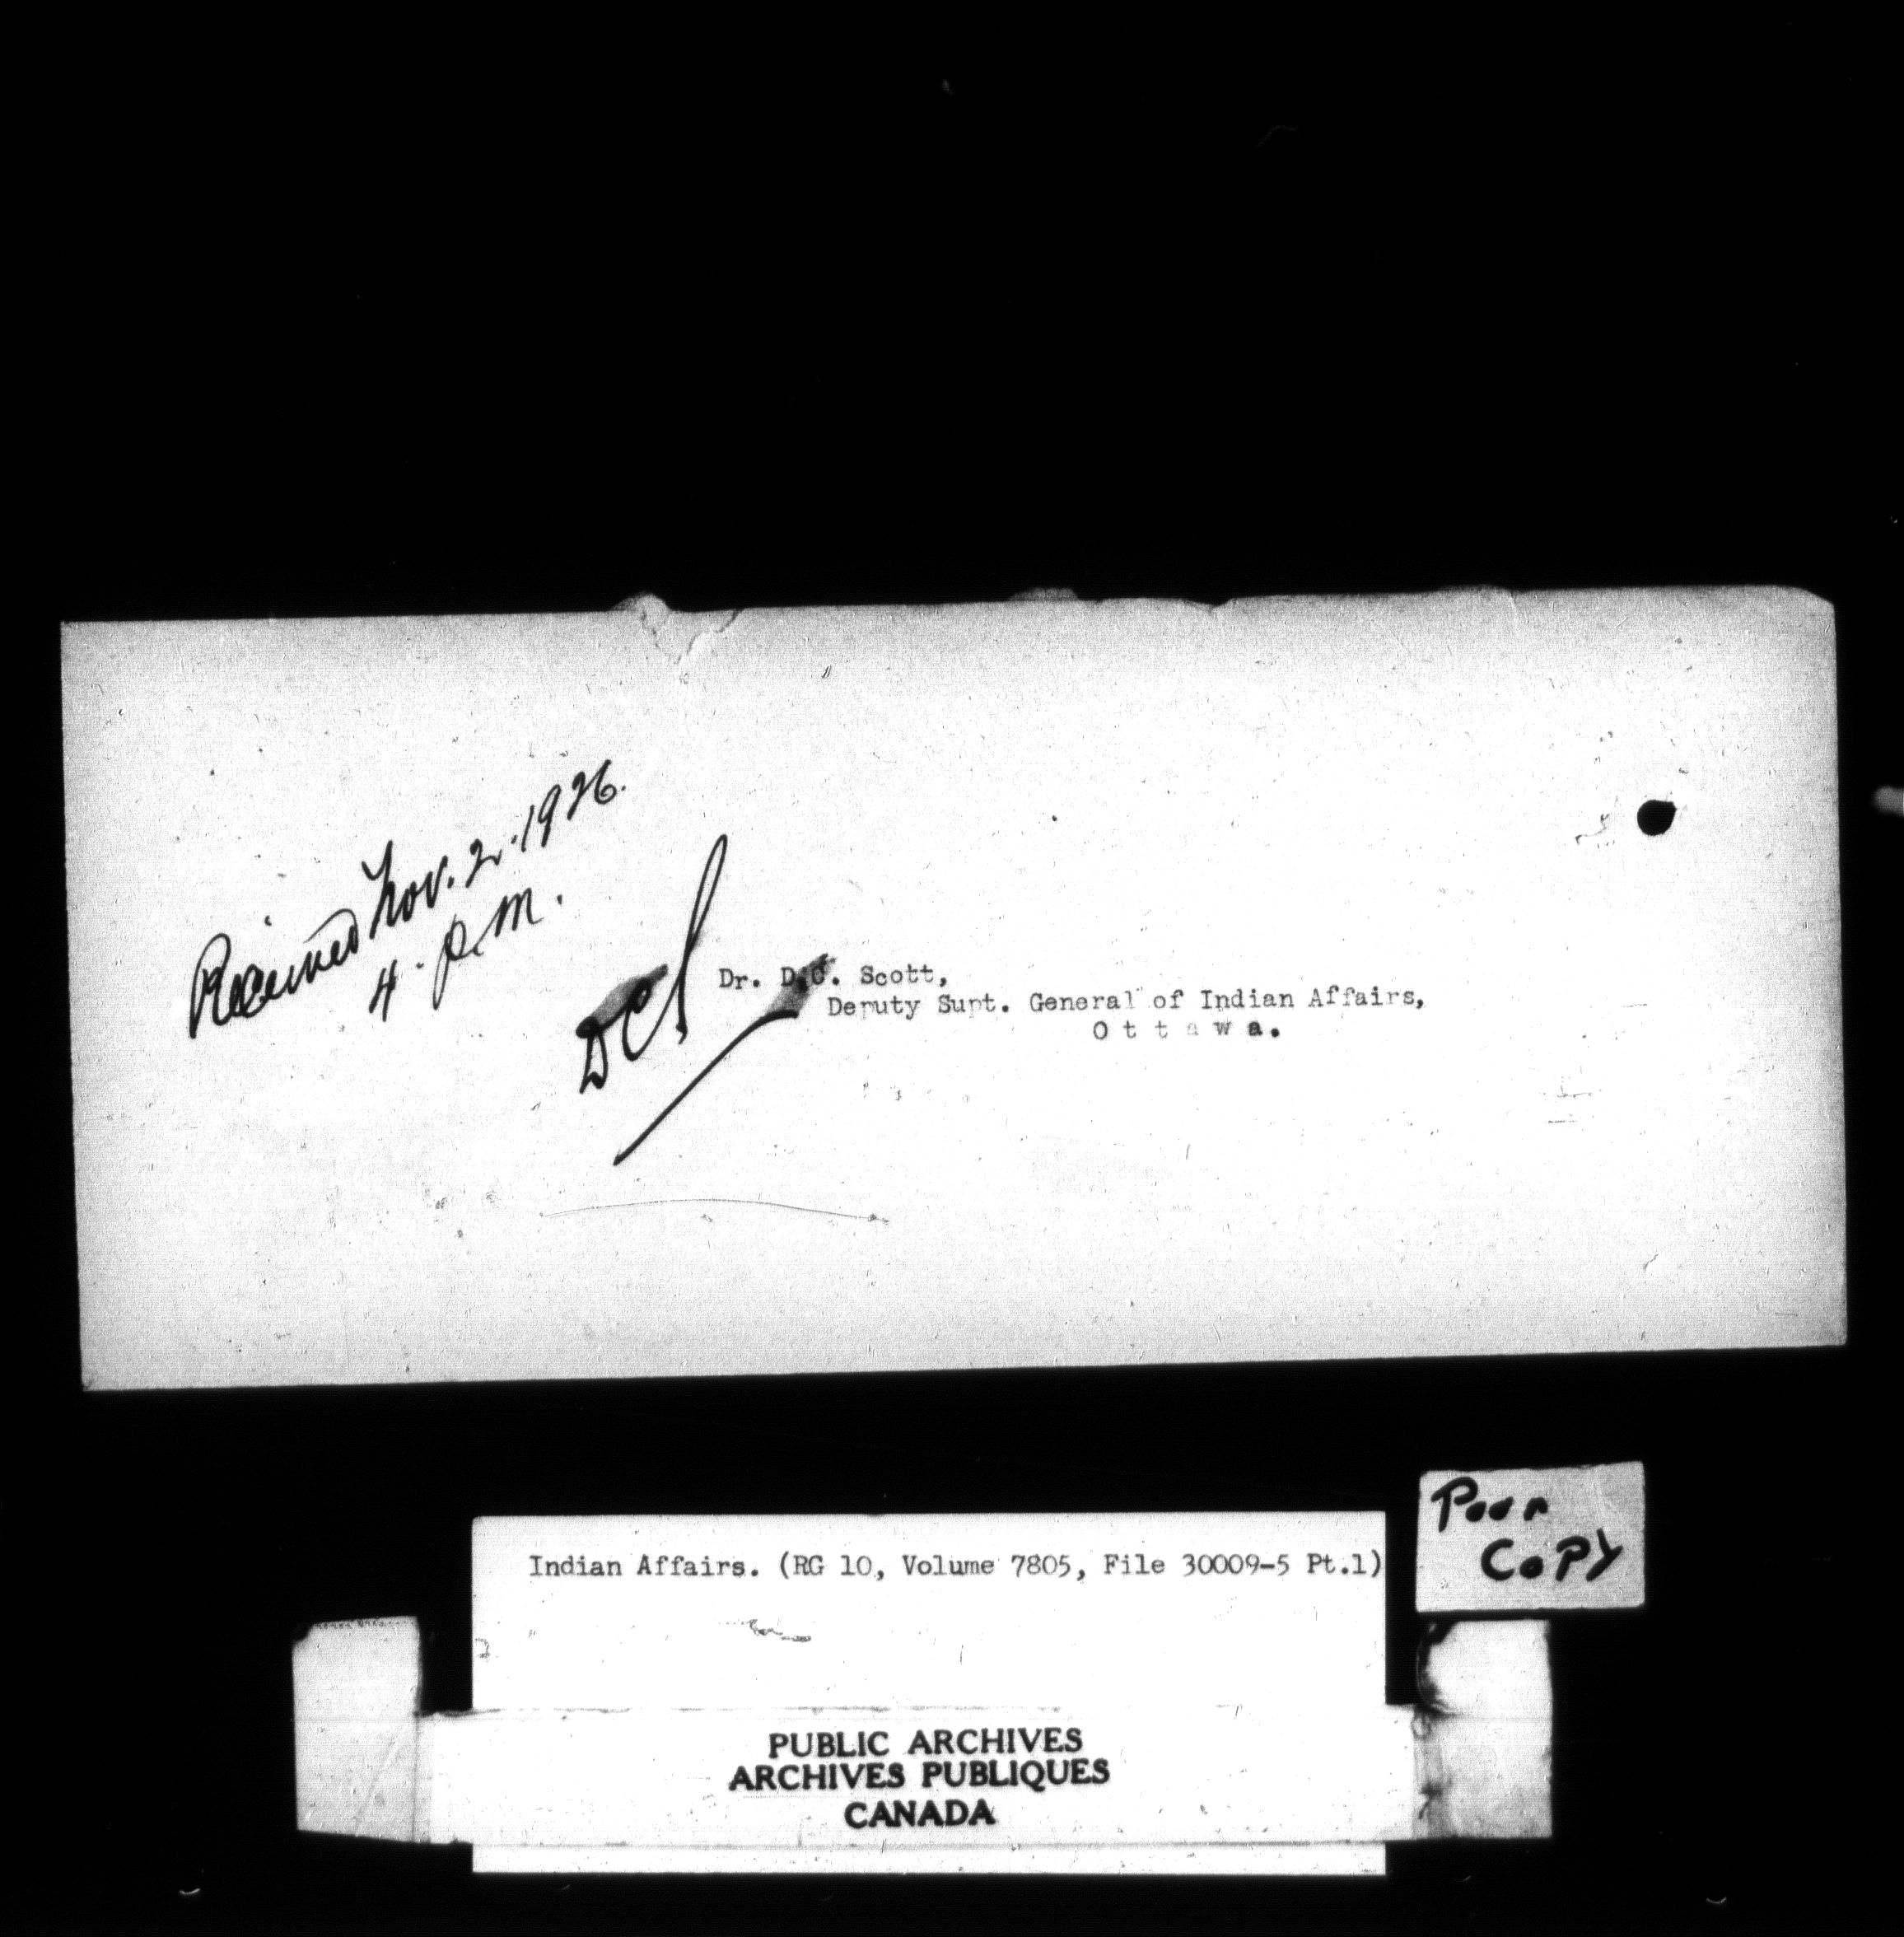 Received Nov. 2. 1926.
4. p.m.
DCS
Dr. D.C. Scott,
Deputy Supt. General of Indian Affairs,
Ottawa.
Poor
Copy
Indian Affairs. (RG 10, Volume 7805, File 30009-5 Pt.1)
PUBLIC ARCHIVES
ARCHIVES PUBLIQUES
CANADA